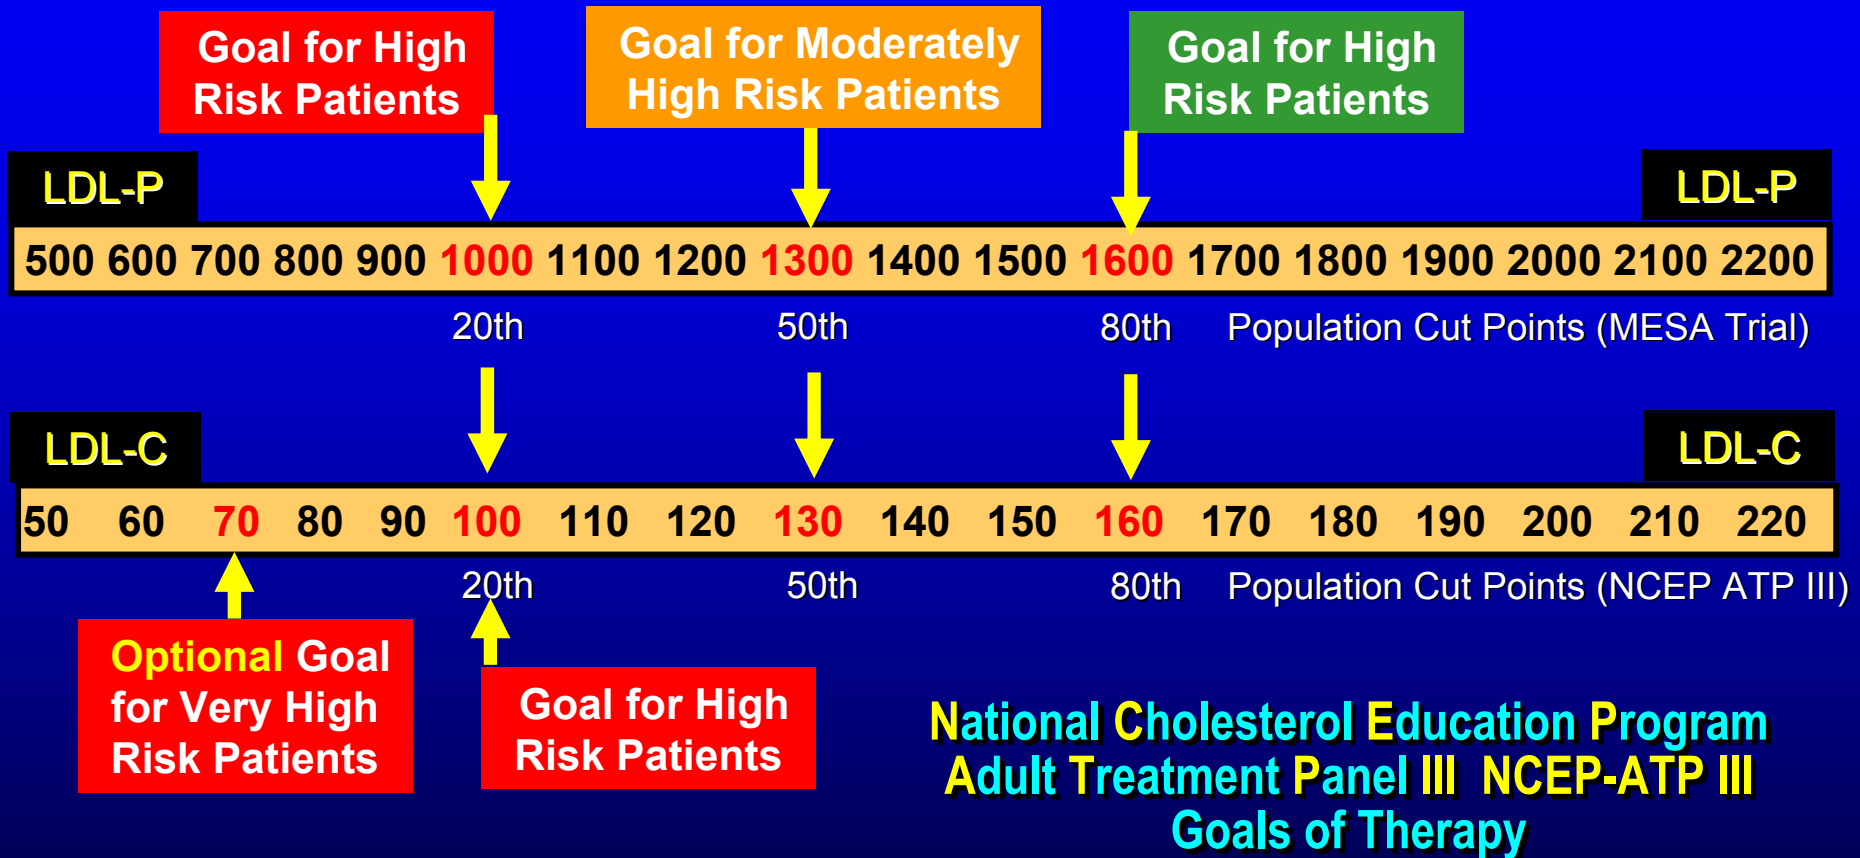 Goal for High
Risk Patients
Goal for Moderately
High Risk Patients
Goal for High
Risk Patients
LDL-P
LDL-P
500 600 700 800 900 1000 1100 1200 1300 1400 1500 1600 1700 1800 1900 2000 2100 2200
20th 50th 80th Population Cut Points (MESA Trial)
LDL-C
LDL-C
50 60 70 80 90 100 110 120 130 140 150 160 170 180 190 200 210 220
20th 50th 80th Population Cut Points (NCEP ATP III)
Optional Goal
for Very High
Risk Patients
Goal for High
Risk Patients
National Cholesterol Education Program
Adult Treatment Panel III NCEP-ATP III
Goals of Therapy